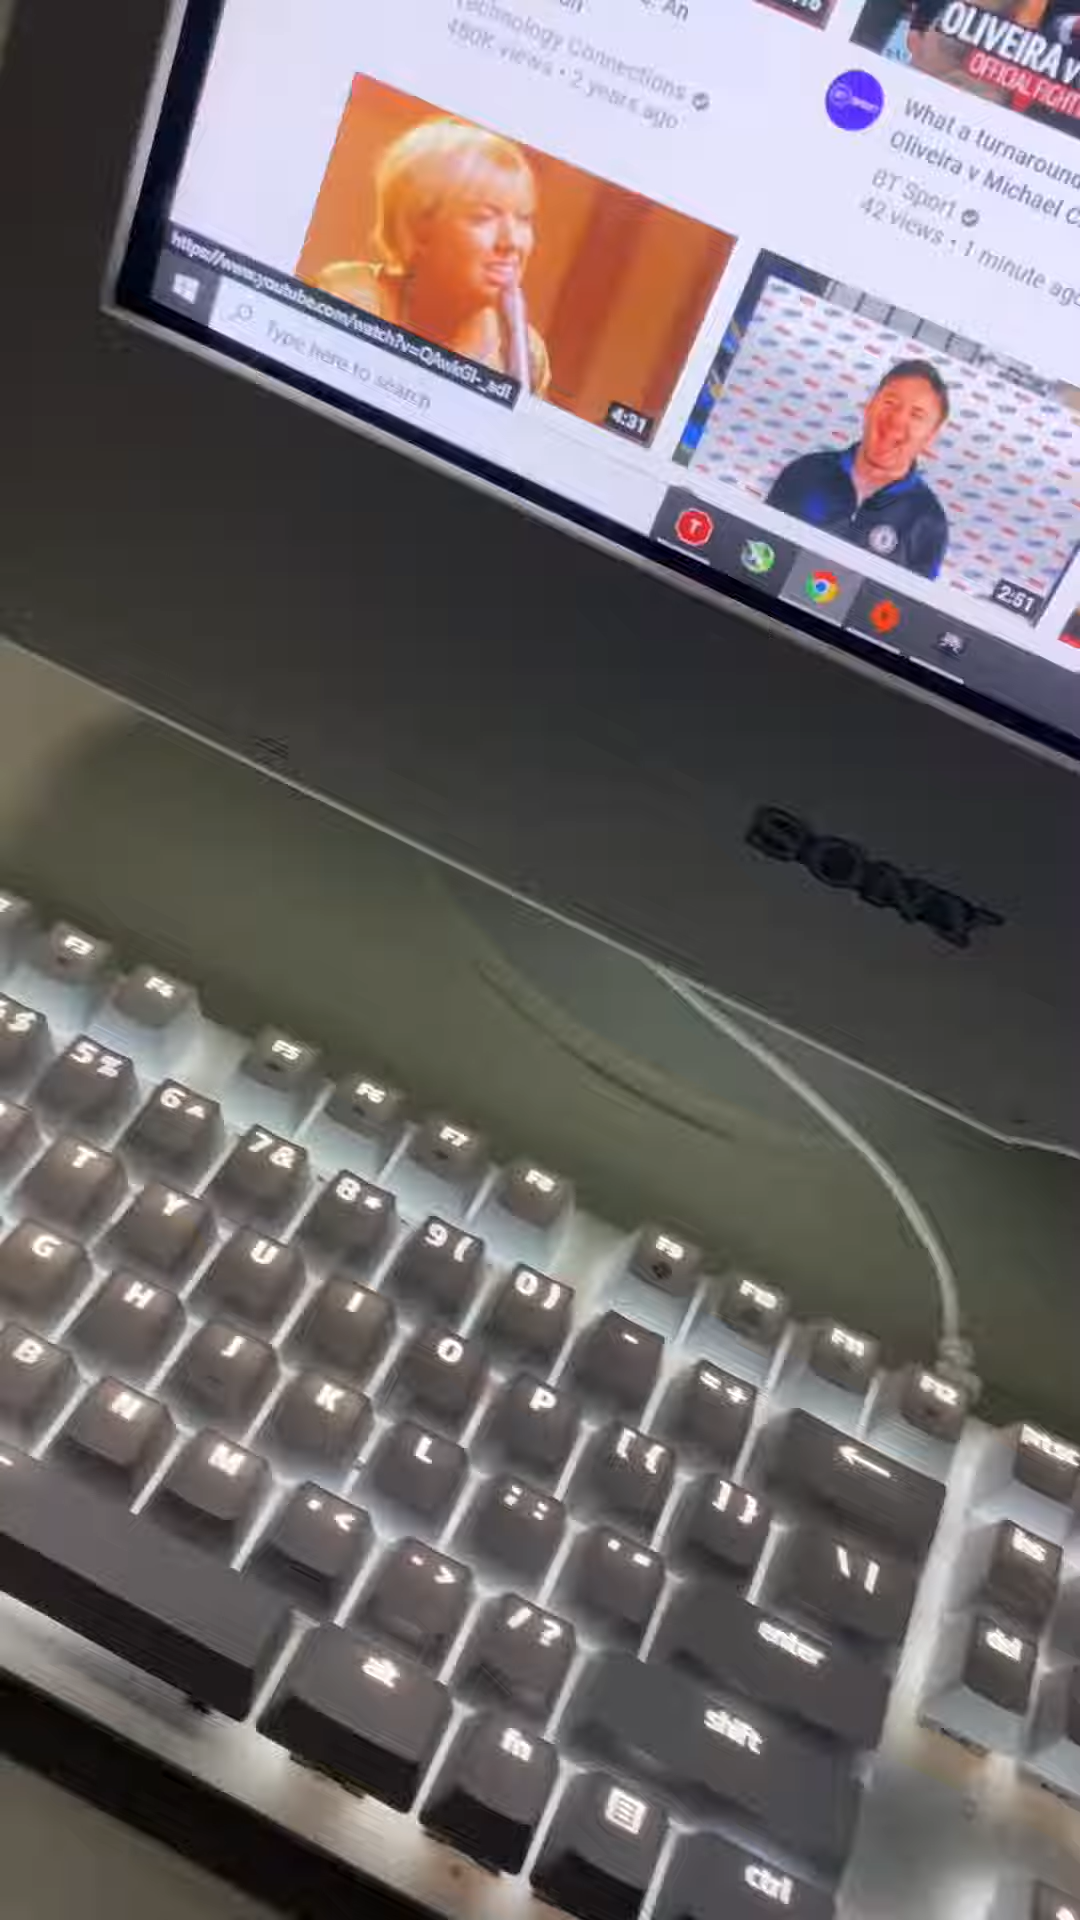 An
Technology Connections
480K views • 2 years ago
OLIVEIRA v
OFFICIAL FIGHT
What a turnaround
Oliveira v Michael C
BT Sport
42 views • 1 minute ago
https://www.youtube.com/watch?v=
Type here to search
4:31
2:51
T
SONY
F3 F4 F5 F6 F7 F8 F9 F10 F11 F12
$ 5% 6^ 7& 8* 9( 0) - =+ ←
T Y U I O P [{ ]} \|
G H J K L ;: '" enter
B N M ,< .> /? shift
alt fn ctrl
ins
del